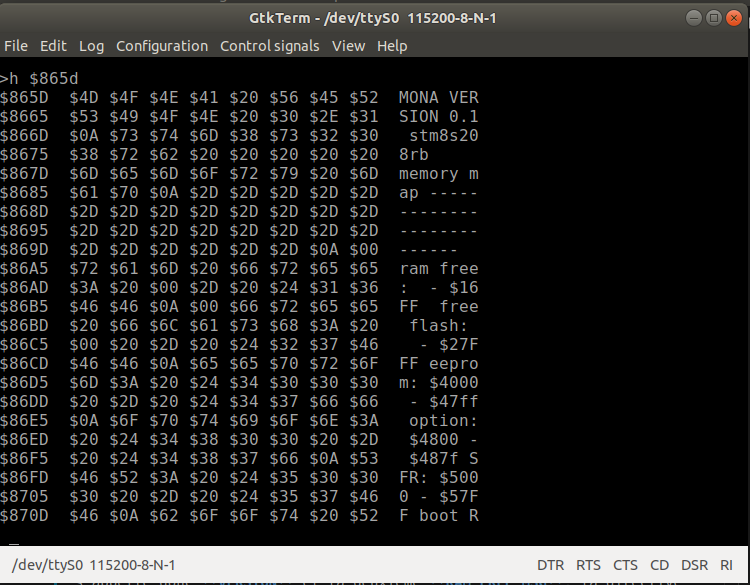 GtkTerm - /dev/ttyS0 115200-8-N-1
File Edit Log Configuration Control signals View Help
>h $865d
$865D $4D $4F $4E $41 $20 $56 $45 $52 MONA VER
$8665 $53 $49 $4F $4E $20 $30 $2E $31 SION 0.1
$866D $0A $73 $74 $6D $38 $73 $32 $30 stm8s20
$8675 $38 $72 $62 $20 $20 $20 $20 $20 8rb
$867D $6D $65 $6D $6F $72 $79 $20 $6D memory m
$8685 $61 $70 $0A $2D $2D $2D $2D $2D ap -----
$868D $2D $2D $2D $2D $2D $2D $2D $2D --------
$8695 $2D $2D $2D $2D $2D $2D $2D $2D --------
$869D $2D $2D $2D $2D $2D $2D $0A $00 ------
$86A5 $72 $61 $6D $20 $66 $72 $65 $65 ram free
$86AD $3A $20 $00 $2D $20 $24 $31 $36 : - $16
$86B5 $46 $46 $0A $00 $66 $72 $65 $65 FF free
$86BD $20 $66 $6C $61 $73 $68 $3A $20 flash:
$86C5 $00 $20 $2D $20 $24 $32 $37 $46 - $27F
$86CD $46 $46 $0A $65 $65 $70 $72 $6F FF eepro
$86D5 $6D $3A $20 $24 $34 $30 $30 $30 m: $4000
$86DD $20 $2D $20 $24 $34 $37 $66 $66 - $47ff
$86E5 $0A $6F $70 $74 $69 $6F $6E $3A option:
$86ED $20 $24 $34 $38 $30 $30 $20 $2D $4800 -
$86F5 $20 $24 $34 $38 $37 $66 $0A $53 $487f S
$86FD $46 $52 $3A $20 $24 $35 $30 $30 FR: $500
$8705 $30 $20 $2D $20 $24 $35 $37 $46 0 - $57F
$870D $46 $0A $62 $6F $6F $74 $20 $52 F boot R
_
/dev/ttyS0 115200-8-N-1 DTR RTS CTS CD DSR RI